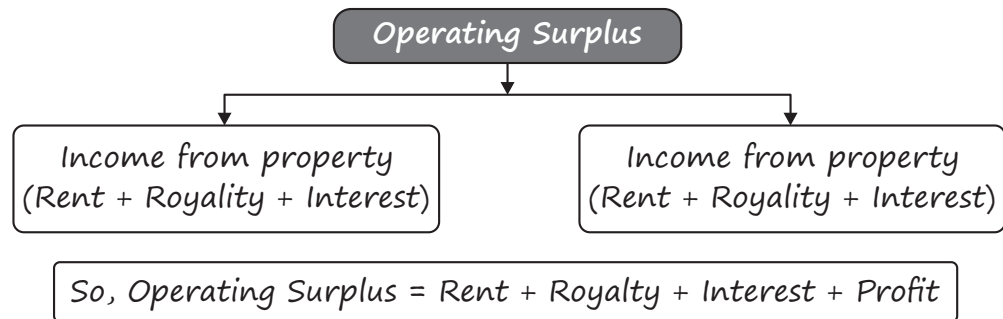 Operating Surplus
Income from property
(Rent + Royality + Interest)
Income from property
(Rent + Royality + Interest)
So, Operating Surplus = Rent + Royalty + Interest + Profit